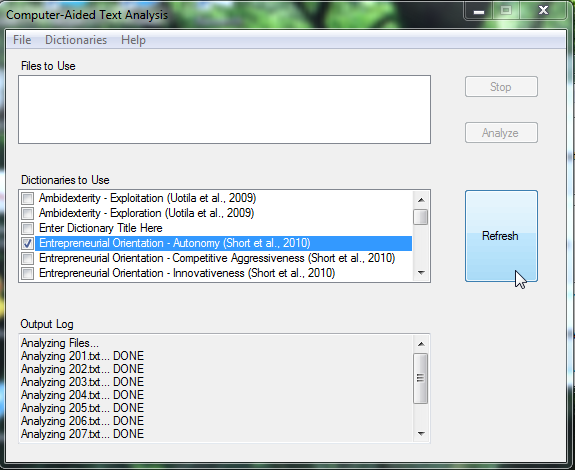 Computer-Aided Text Analysis
File Dictionaries Help
Files to Use
Stop
Analyze
Dictionaries to Use
Ambidexterity - Exploitation (Uotila et al., 2009)
Ambidexterity - Exploration (Uotila et al., 2009)
Enter Dictionary Title Here
Entrepreneurial Orientation - Autonomy (Short et al., 2010)
Entrepreneurial Orientation - Competitive Aggressiveness (Short et al., 2010)
Entrepreneurial Orientation - Innovativeness (Short et al., 2010)
Refresh
Output Log
Analyzing Files...
Analyzing 201.txt... DONE
Analyzing 202.txt... DONE
Analyzing 203.txt... DONE
Analyzing 204.txt... DONE
Analyzing 205.txt... DONE
Analyzing 206.txt... DONE
Analyzing 207.txt... DONE